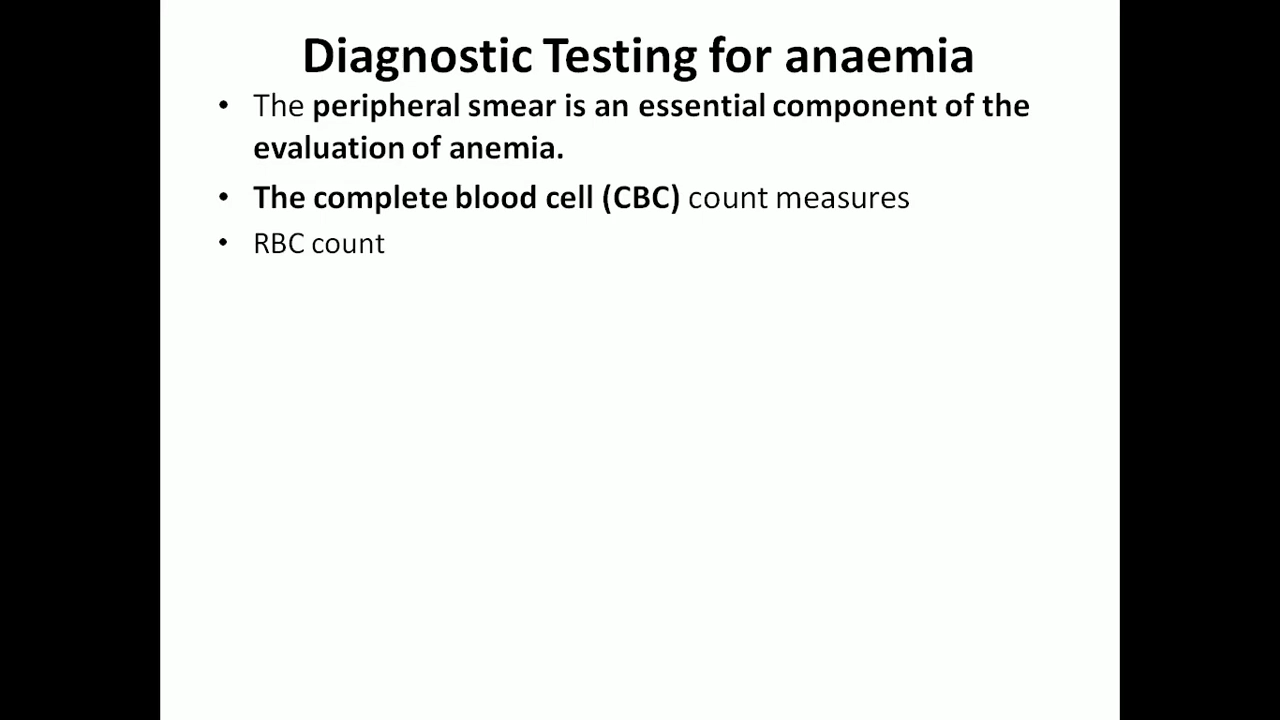 Diagnostic Testing for anaemia
• The peripheral smear is an essential component of the
evaluation of anemia.
• The complete blood cell (CBC) count measures
• RBC count